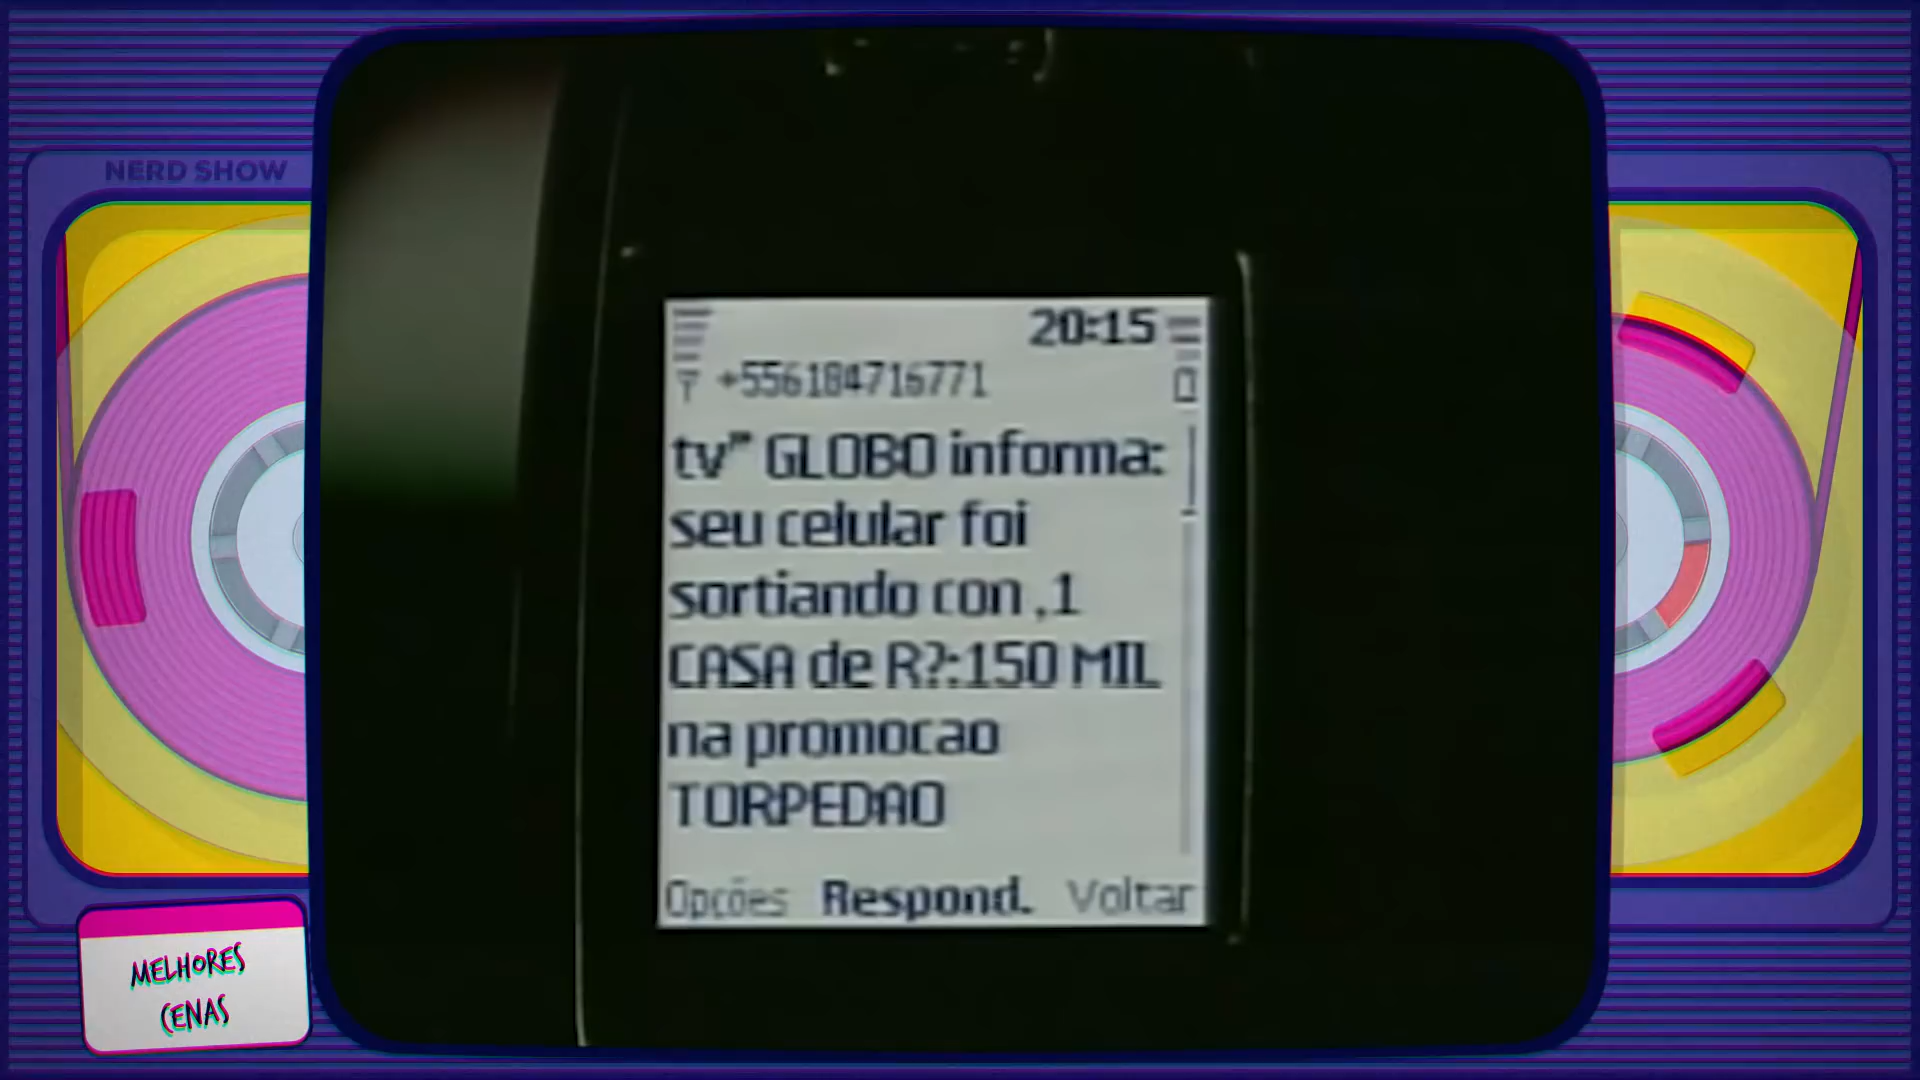 NERD SHOW
20:15
+556184716771
tv" GLOBO informa:
seu celular foi
sortiando con ,1
CASA de R?:150 MIL
na promocao
TORPEDAO
Opções Respond. Voltar
MELHORES
CENAS